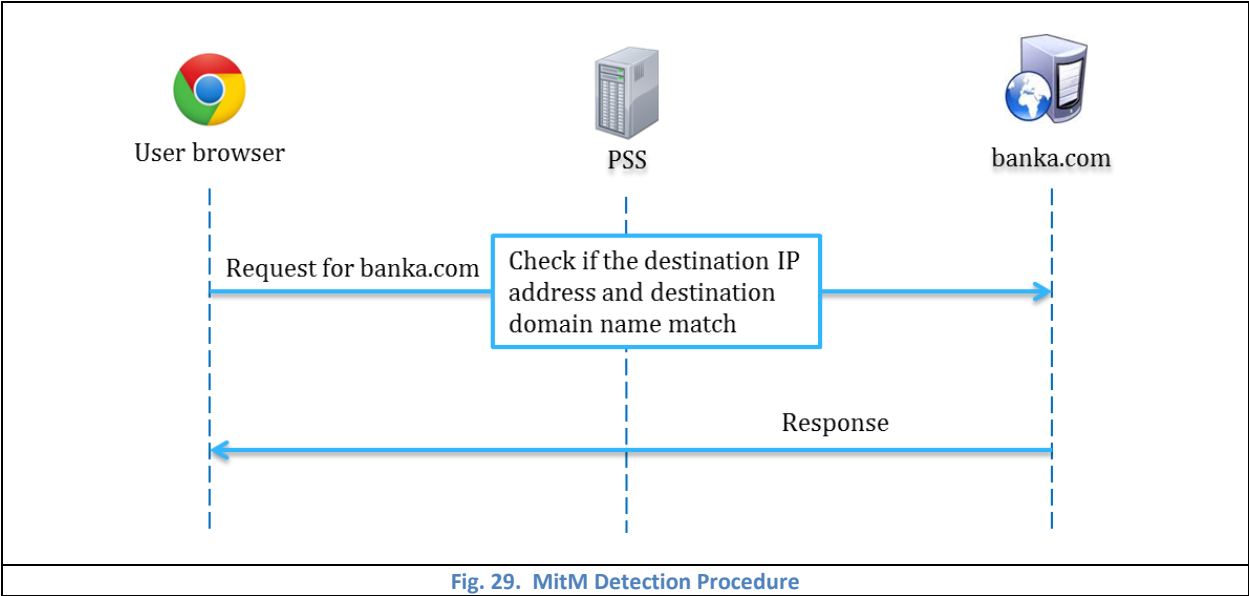 User browser
PSS
banka.com
Request for banka.com
Check if the destination IP
address and destination
domain name match
Response
Fig. 29. MitM Detection Procedure